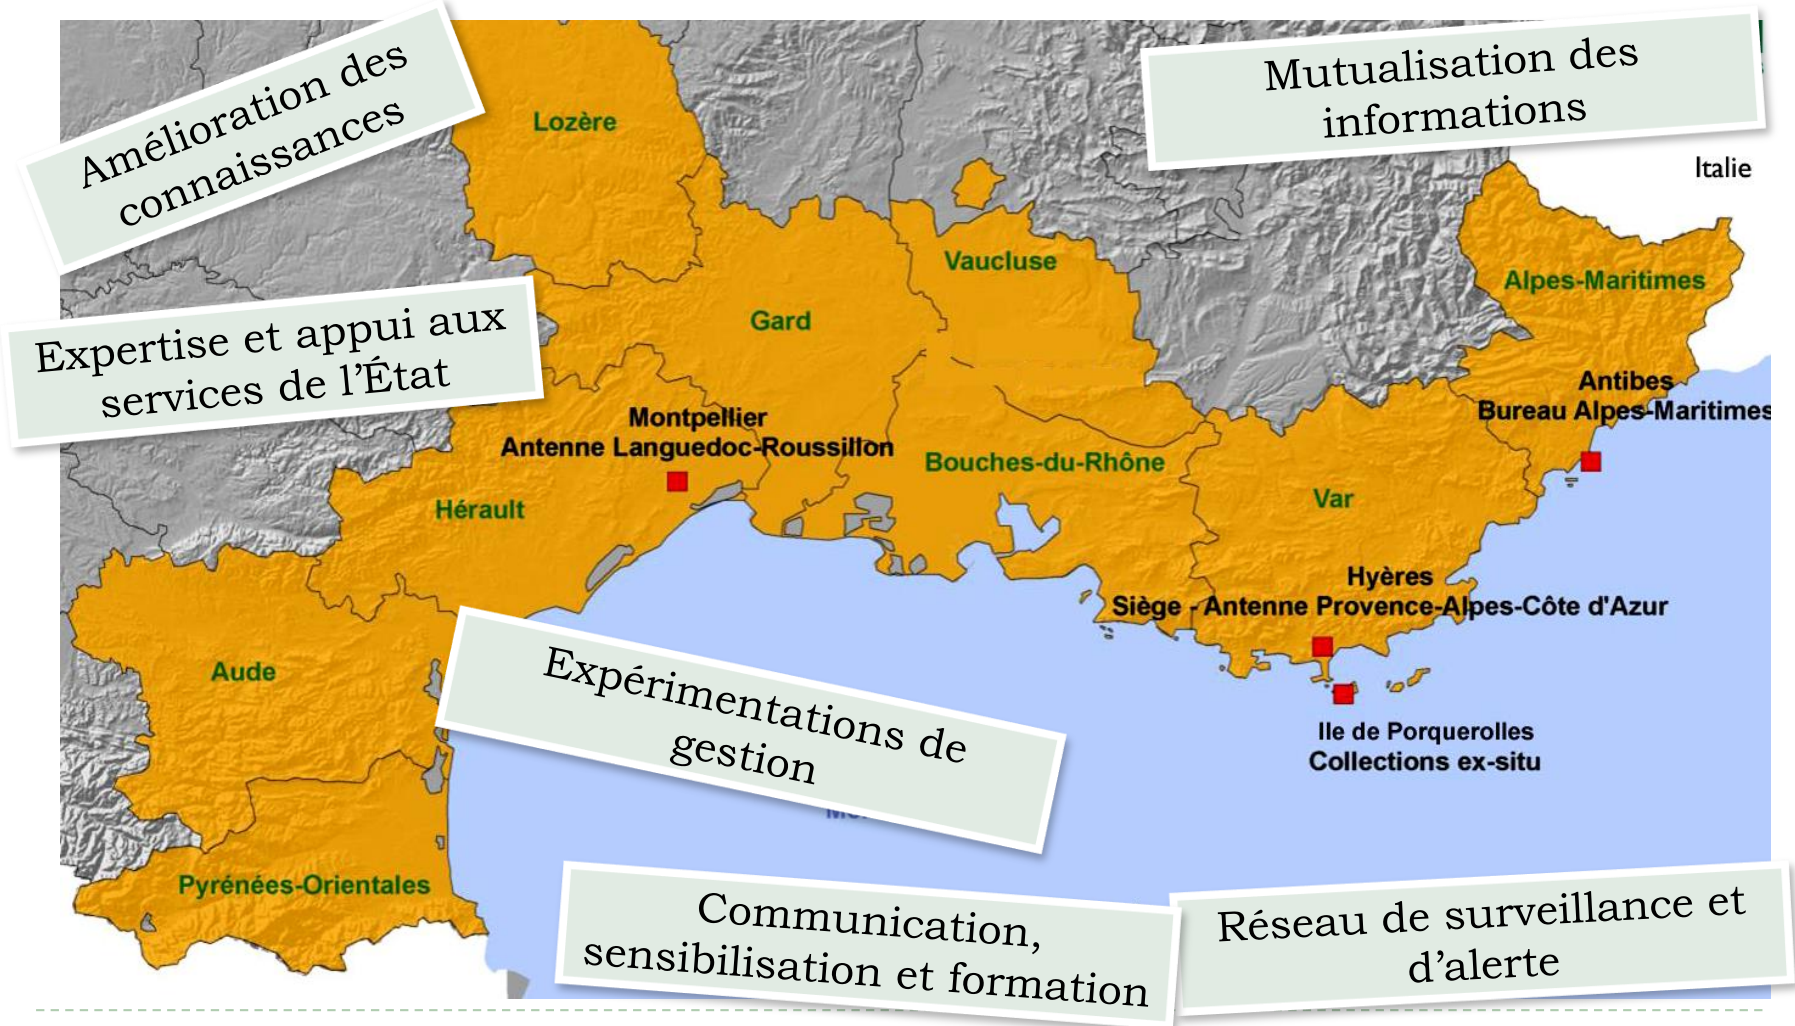 Amélioration des
connaissances
Mutualisation des
informations
Italie
Lozère
Vaucluse
Alpes-Maritimes
Expertise et appui aux
services de l’État
Gard
Antibes
Bureau Alpes-Maritimes
Montpellier
Antenne Languedoc-Roussillon
Bouches-du-Rhône
Hérault
Var
Hyères
Siège - Antenne Provence-Alpes-Côte d'Azur
Aude
Expérimentations de
gestion
Ile de Porquerolles
Collections ex-situ
Pyrénées-Orientales
Communication,
sensibilisation et formation
Réseau de surveillance et
d’alerte